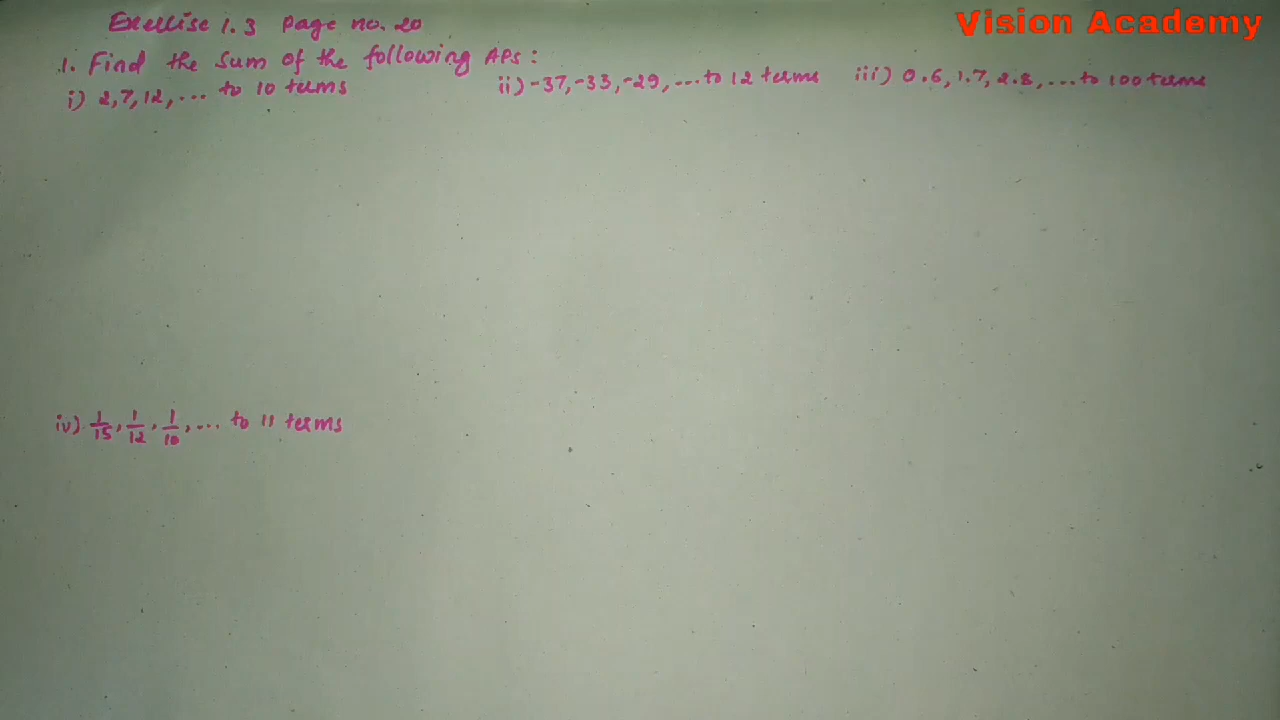 Exercise 1.3 Page no. 20
Vision Academy
1. Find the sum of the following APs:
i) 2, 7, 12, ... to 10 terms
ii) -37, -33, -29, ... to 12 terms
iii) 0.6, 1.7, 2.8, ... to 100 terms
iv) 1/15, 1/12, 1/10, ... to 11 terms